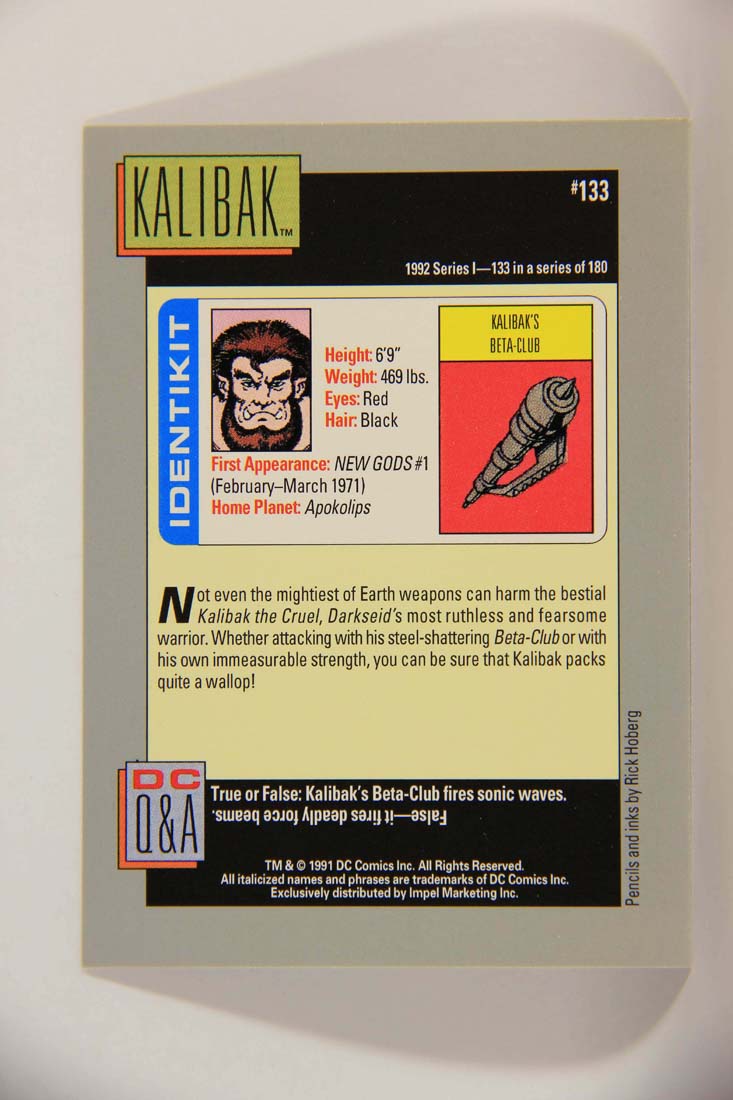 KALIBAK™
#133
1992 Series I—133 in a series of 180
IDENTIKIT
Height: 6'9"
Weight: 469 lbs.
Eyes: Red
Hair: Black
First Appearance: NEW GODS #1
(February–March 1971)
Home Planet: Apokolips
KALIBAK'S
BETA-CLUB
Not even the mightiest of Earth weapons can harm the bestial
Kalibak the Cruel, Darkseid's most ruthless and fearsome
warrior. Whether attacking with his steel-shattering Beta-Club or with
his own immeasurable strength, you can be sure that Kalibak packs
quite a wallop!
DC
Q&A
True or False: Kalibak's Beta-Club fires sonic waves.
False—it fires deadly force beams.
TM & © 1991 DC Comics Inc. All Rights Reserved.
All italicized names and phrases are trademarks of DC Comics Inc.
Exclusively distributed by Impel Marketing Inc.
Pencils and inks by Rick Hoberg